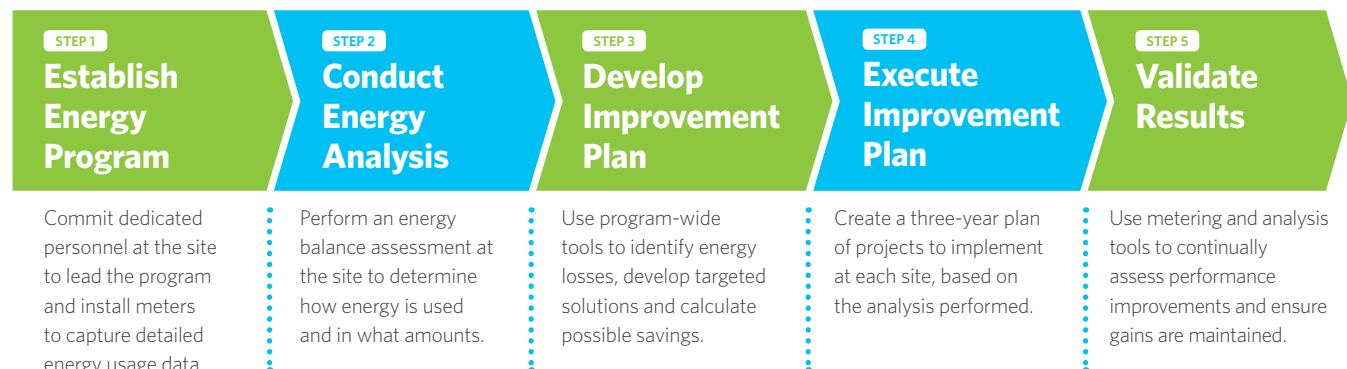 STEP 1
Establish
Energy
Program
Commit dedicated
personnel at the site
to lead the program
and install meters
to capture detailed
energy usage data
STEP 2
Conduct
Energy
Analysis
Perform an energy
balance assessment at
the site to determine
how energy is used
and in what amounts.
STEP 3
Develop
Improvement
Plan
Use program-wide
tools to identify energy
losses, develop targeted
solutions and calculate
possible savings.
STEP 4
Execute
Improvement
Plan
Create a three-year plan
of projects to implement
at each site, based on
the analysis performed.
STEP 5
Validate
Results
Use metering and analysis
tools to continually
assess performance
improvements and ensure
gains are maintained.